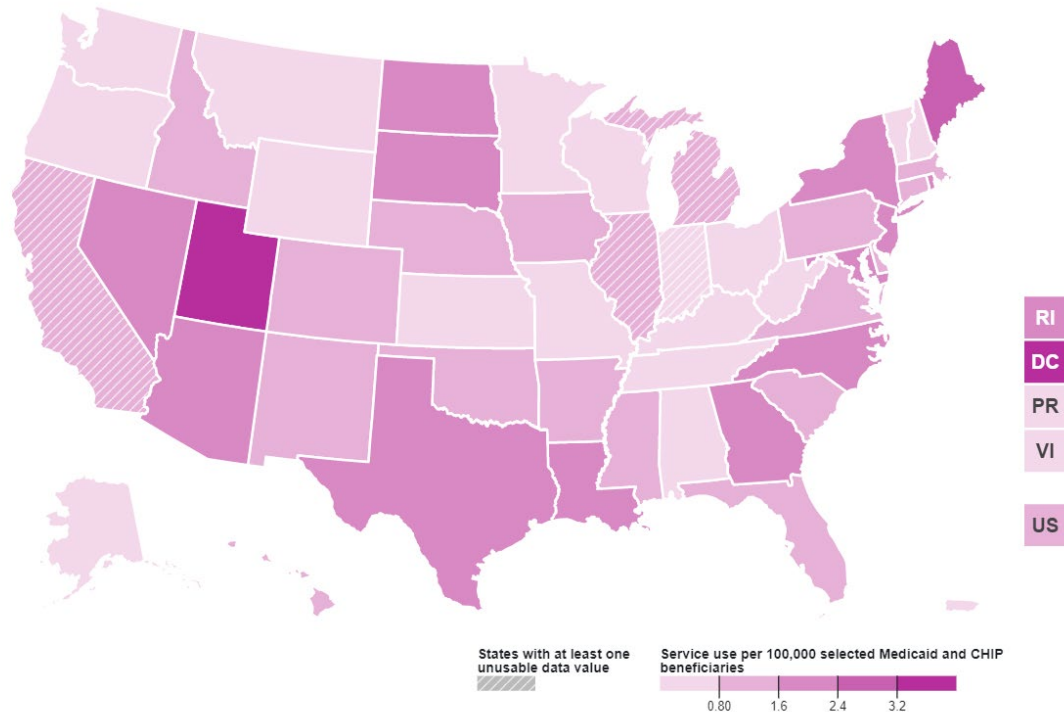 RI
DC
PR
VI
US
States with at least one
unusable data value
Service use per 100,000 selected Medicaid and CHIP
beneficiaries
0.80 1.6 2.4 3.2